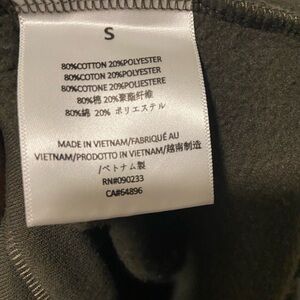 S
80%COTTON 20%POLYESTER
80%COTTON 20%POLYESTER
80%COTONE 20%POLIESTERE
80%棉 20%聚酯纤维
80%綿 20% ポリエステル
MADE IN VIETNAM/FABRIQUÉ AU
VIETNAM/PRODOTTO IN VIETNAM/越南制造
/ベトナム製
RN#090233
CA#64896